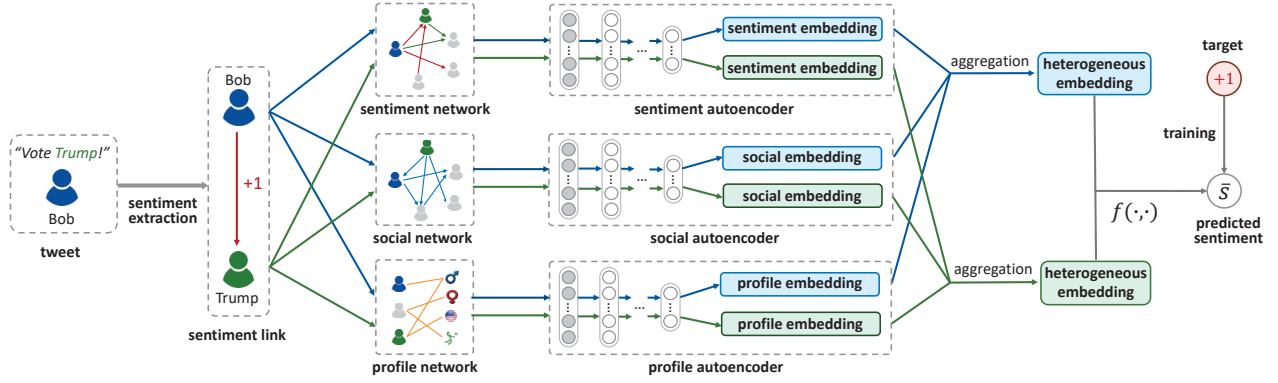 “Vote Trump!”
Bob
tweet
sentiment
extraction
Bob
+1
Trump
sentiment link
sentiment network
social network
profile network
sentiment embedding
sentiment embedding
sentiment autoencoder
social embedding
social embedding
social autoencoder
profile embedding
profile embedding
profile autoencoder
aggregation
heterogeneous
embedding
aggregation
heterogeneous
embedding
f(·,·)
target
+1
training
s̄
predicted
sentiment